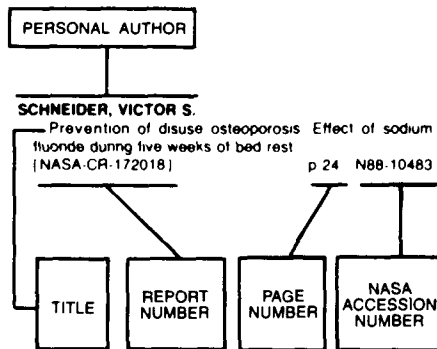 PERSONAL AUTHOR
SCHNEIDER, VICTOR S.
Prevention of disuse osteoporosis Effect of sodium
fluonde dunng five weeks of bed rest
[NASA-CR-172018] p 24 N88-10483
TITLE
REPORT
NUMBER
PAGE
NUMBER
NASA
ACCESSION
NUMBER